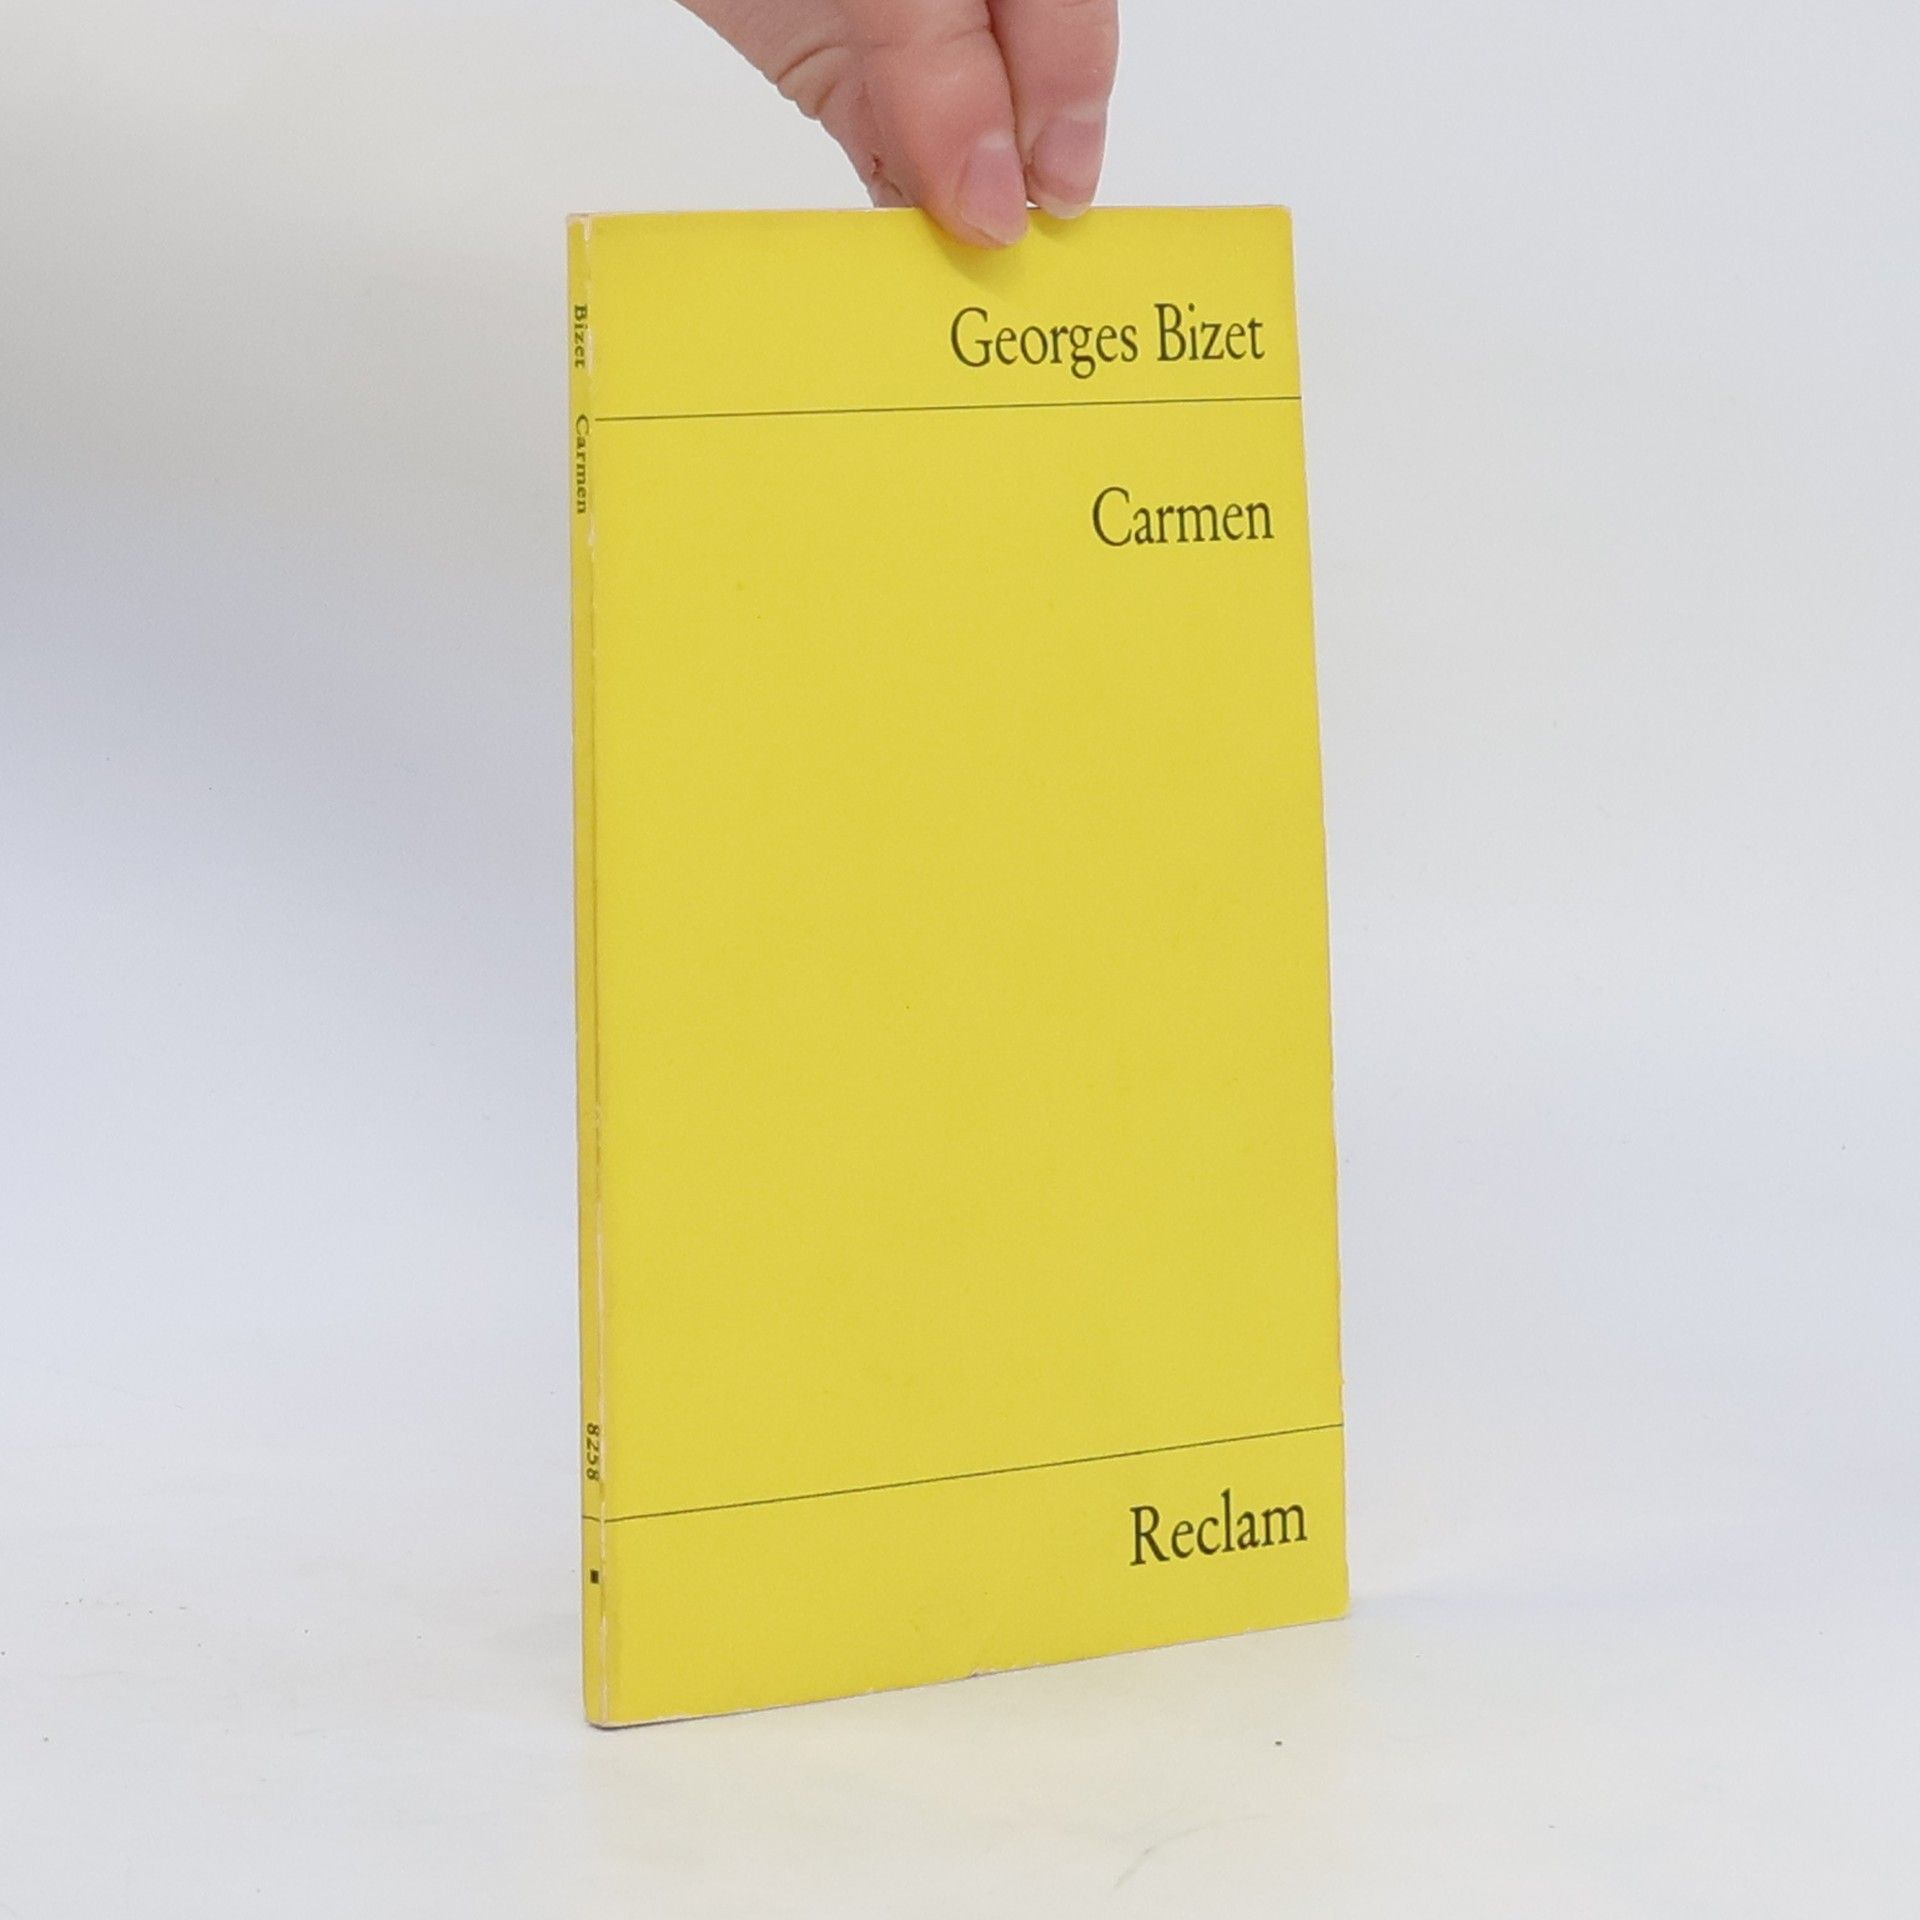 Georges Bizet
Carmen
Reclam
Bizet Carmen
8258